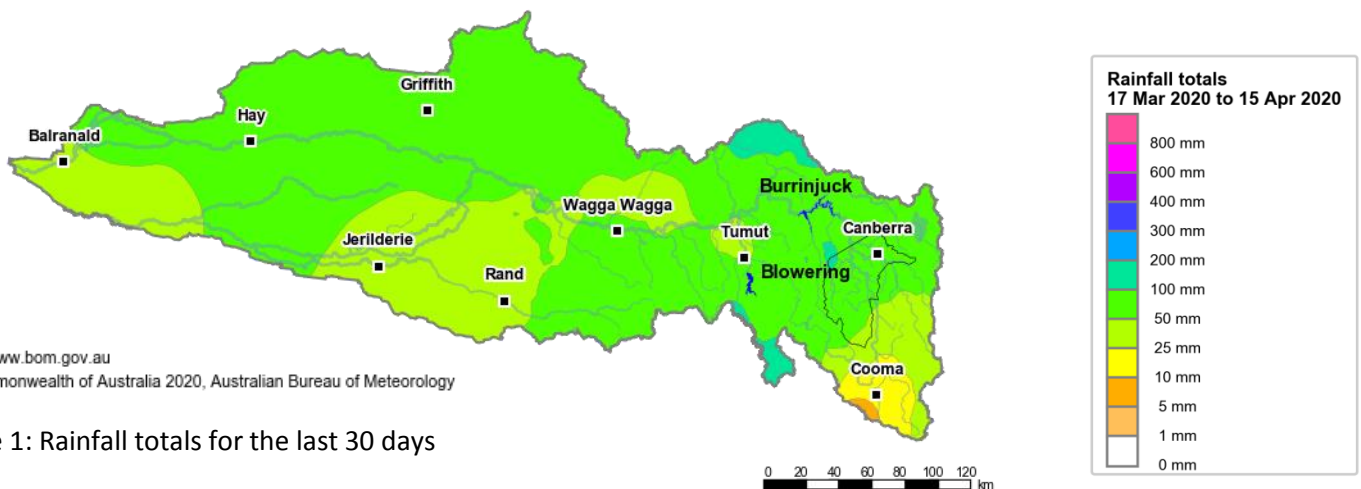 Griffith
Hay
Balranald
Burrinjuck
Wagga Wagga
Tumut
Canberra
Jerilderie
Blowering
Rand
Cooma
ww.bom.gov.au
monwealth of Australia 2020, Australian Bureau of Meteorology
e 1: Rainfall totals for the last 30 days
0 20 40 60 80 100 120
km
Rainfall totals
17 Mar 2020 to 15 Apr 2020
800 mm
600 mm
400 mm
300 mm
200 mm
100 mm
50 mm
25 mm
10 mm
5 mm
1 mm
0 mm